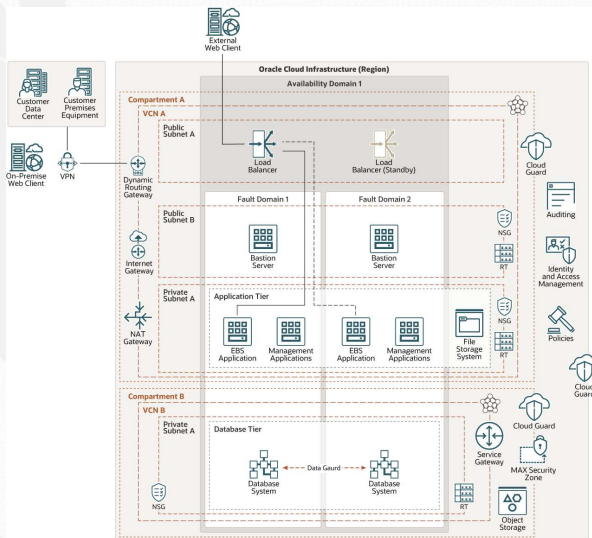 External
Web Client
Oracle Cloud Infrastructure (Region)
Availability Domain 1
Customer
Data
Center
Customer
Premises
Equipment
Compartment A
VCN A
Public
Subnet A
On-Premise
Web Client
VPN
Dynamic
Routing
Gateway
Load
Balancer
Load
Balancer (Standby)
Cloud
Guard
Auditing
Fault Domain 1
Fault Domain 2
Public
Subnet B
Bastion
Server
Bastion
Server
NSG
RT
Internet
Gateway
Identity
and Access
Management
Private
Subnet A
Application Tier
NAT
Gateway
EBS
Application
Management
Applications
EBS
Application
Management
Applications
File
Storage
System
NSG
RT
Policies
Cloud
Guard
Compartment B
VCN B
Private
Subnet A
Database Tier
Cloud Guard
Service
Gateway
MAX Security
Zone
Database
System
Data Gaurd
Database
System
NSG
RT
Object
Storage